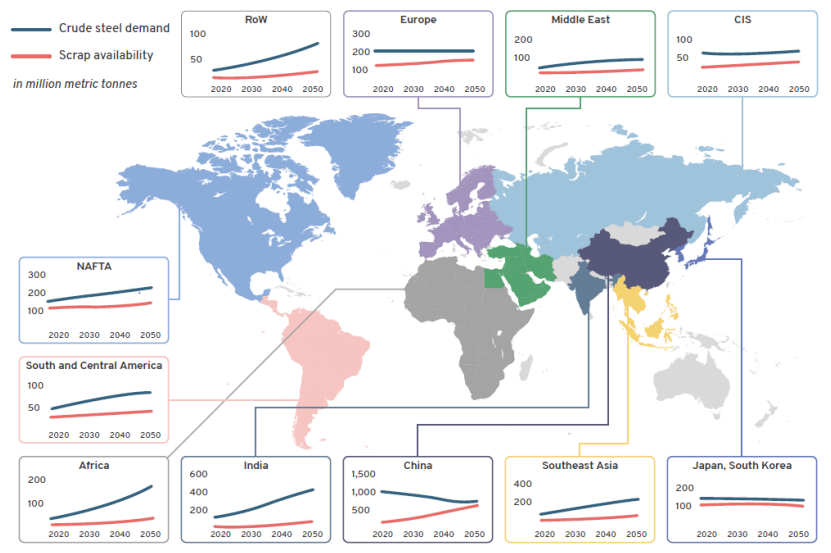 Crude steel demand
Scrap availability
in million metric tonnes
RoW
100
50
2020 2030 2040 2050
Europe
300
200
100
2020 2030 2040 2050
Middle East
200
100
2020 2030 2040 2050
CIS
100
50
2020 2030 2040 2050
NAFTA
300
200
100
2020 2030 2040 2050
South and Central America
100
50
2020 2030 2040 2050
Africa
200
100
2020 2030 2040 2050
India
600
400
200
2020 2030 2040 2050
China
1,500
1,000
500
2020 2030 2040 2050
Southeast Asia
400
200
2020 2030 2040 2050
Japan, South Korea
200
100
2020 2030 2040 2050